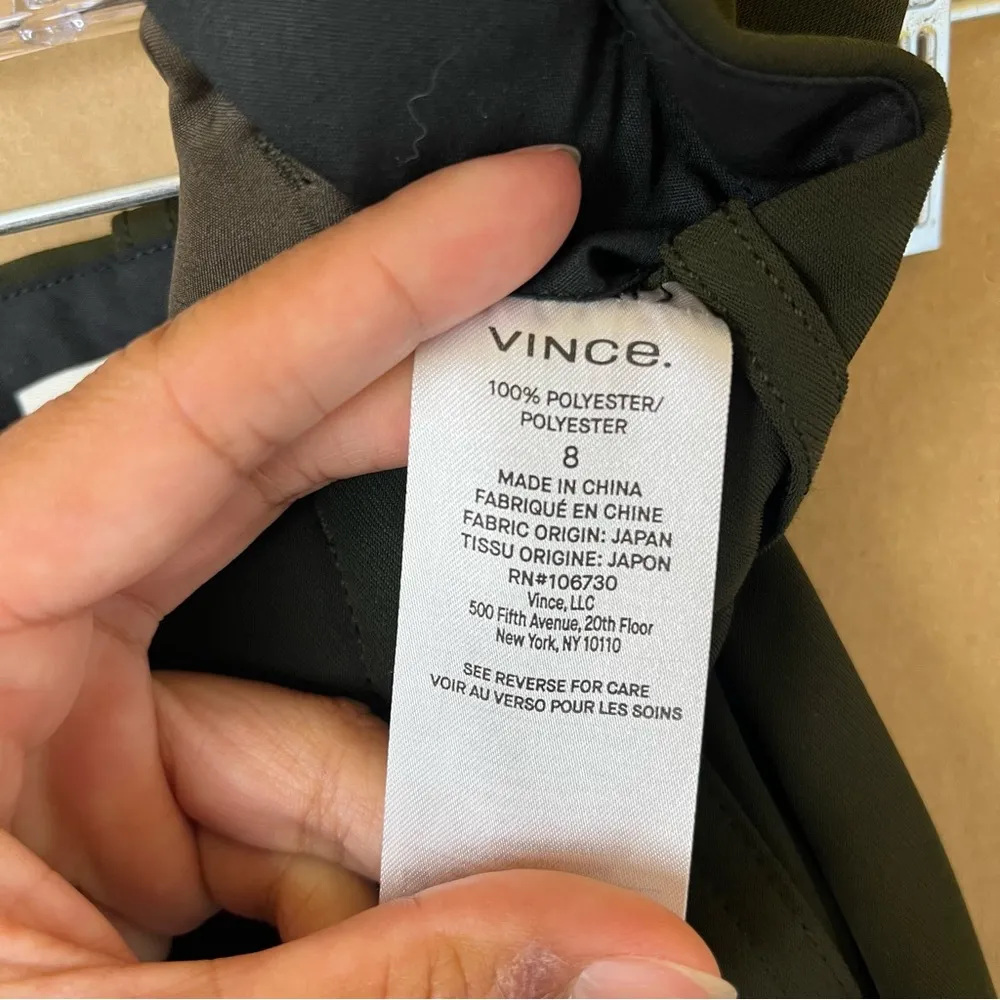 VINCE.
100% POLYESTER/
POLYESTER
8
MADE IN CHINA
FABRIQUÉ EN CHINE
FABRIC ORIGIN: JAPAN
TISSU ORIGINE: JAPON
RN#106730
Vince, LLC
500 Fifth Avenue, 20th Floor
New York, NY 10110
SEE REVERSE FOR CARE
VOIR AU VERSO POUR LES SOINS